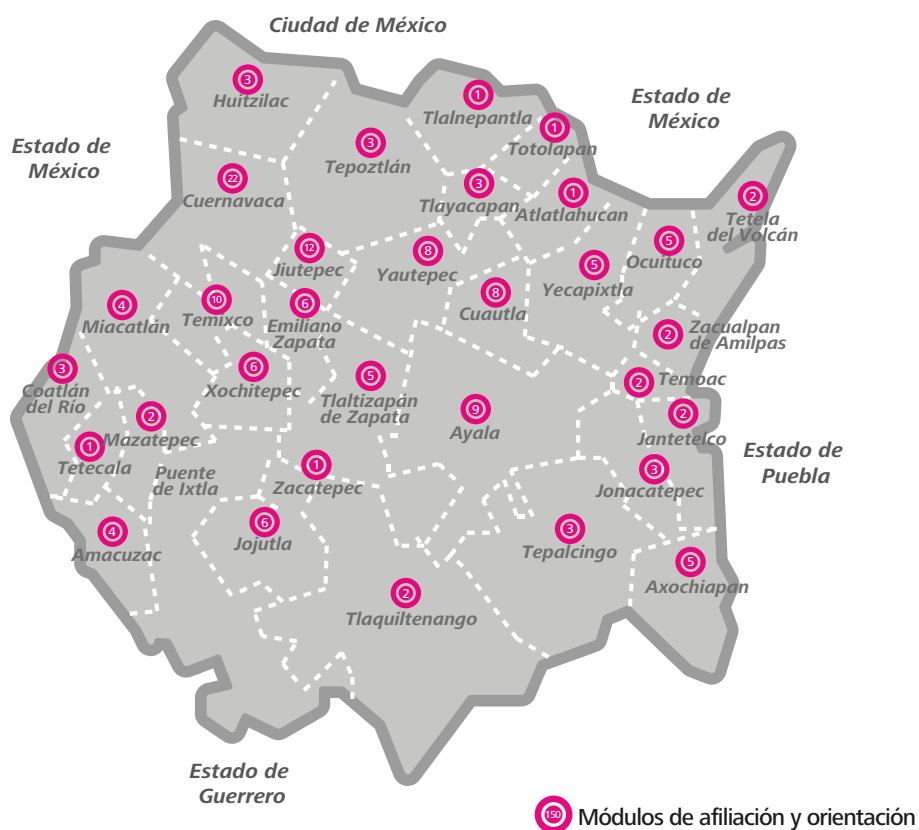 Ciudad de México
3
Huitzilac
1
Tlalnepantla
Estado de
México
1
Totolapan
3
Tepoztlán
Estado de
México
22
Cuernavaca
3
Tlayacapan
1
Atlatlahucan
2
Tetela
del Volcán
12
Jiutepec
8
Yautepec
5
Ocuituco
5
Yecapixtla
4
Miacatlán
10
Temixco
6
Emiliano
Zapata
8
Cuautla
2
Zacualpan
de Amilpas
3
Coatlán
del Río
6
Xochitepec
5
Tlaltizapán
de Zapata
2
Temoac
2
Mazatepec
9
Ayala
2
Jantetelco
1
Tetecala
Estado de
Puebla
Puente
de Ixtla
1
Zacatepec
3
Jonacatepec
4
Amacuzac
6
Jojutla
3
Tepalcingo
5
Axochiapan
2
Tlaquiltenango
Estado de
Guerrero
150 Módulos de afiliación y orientación